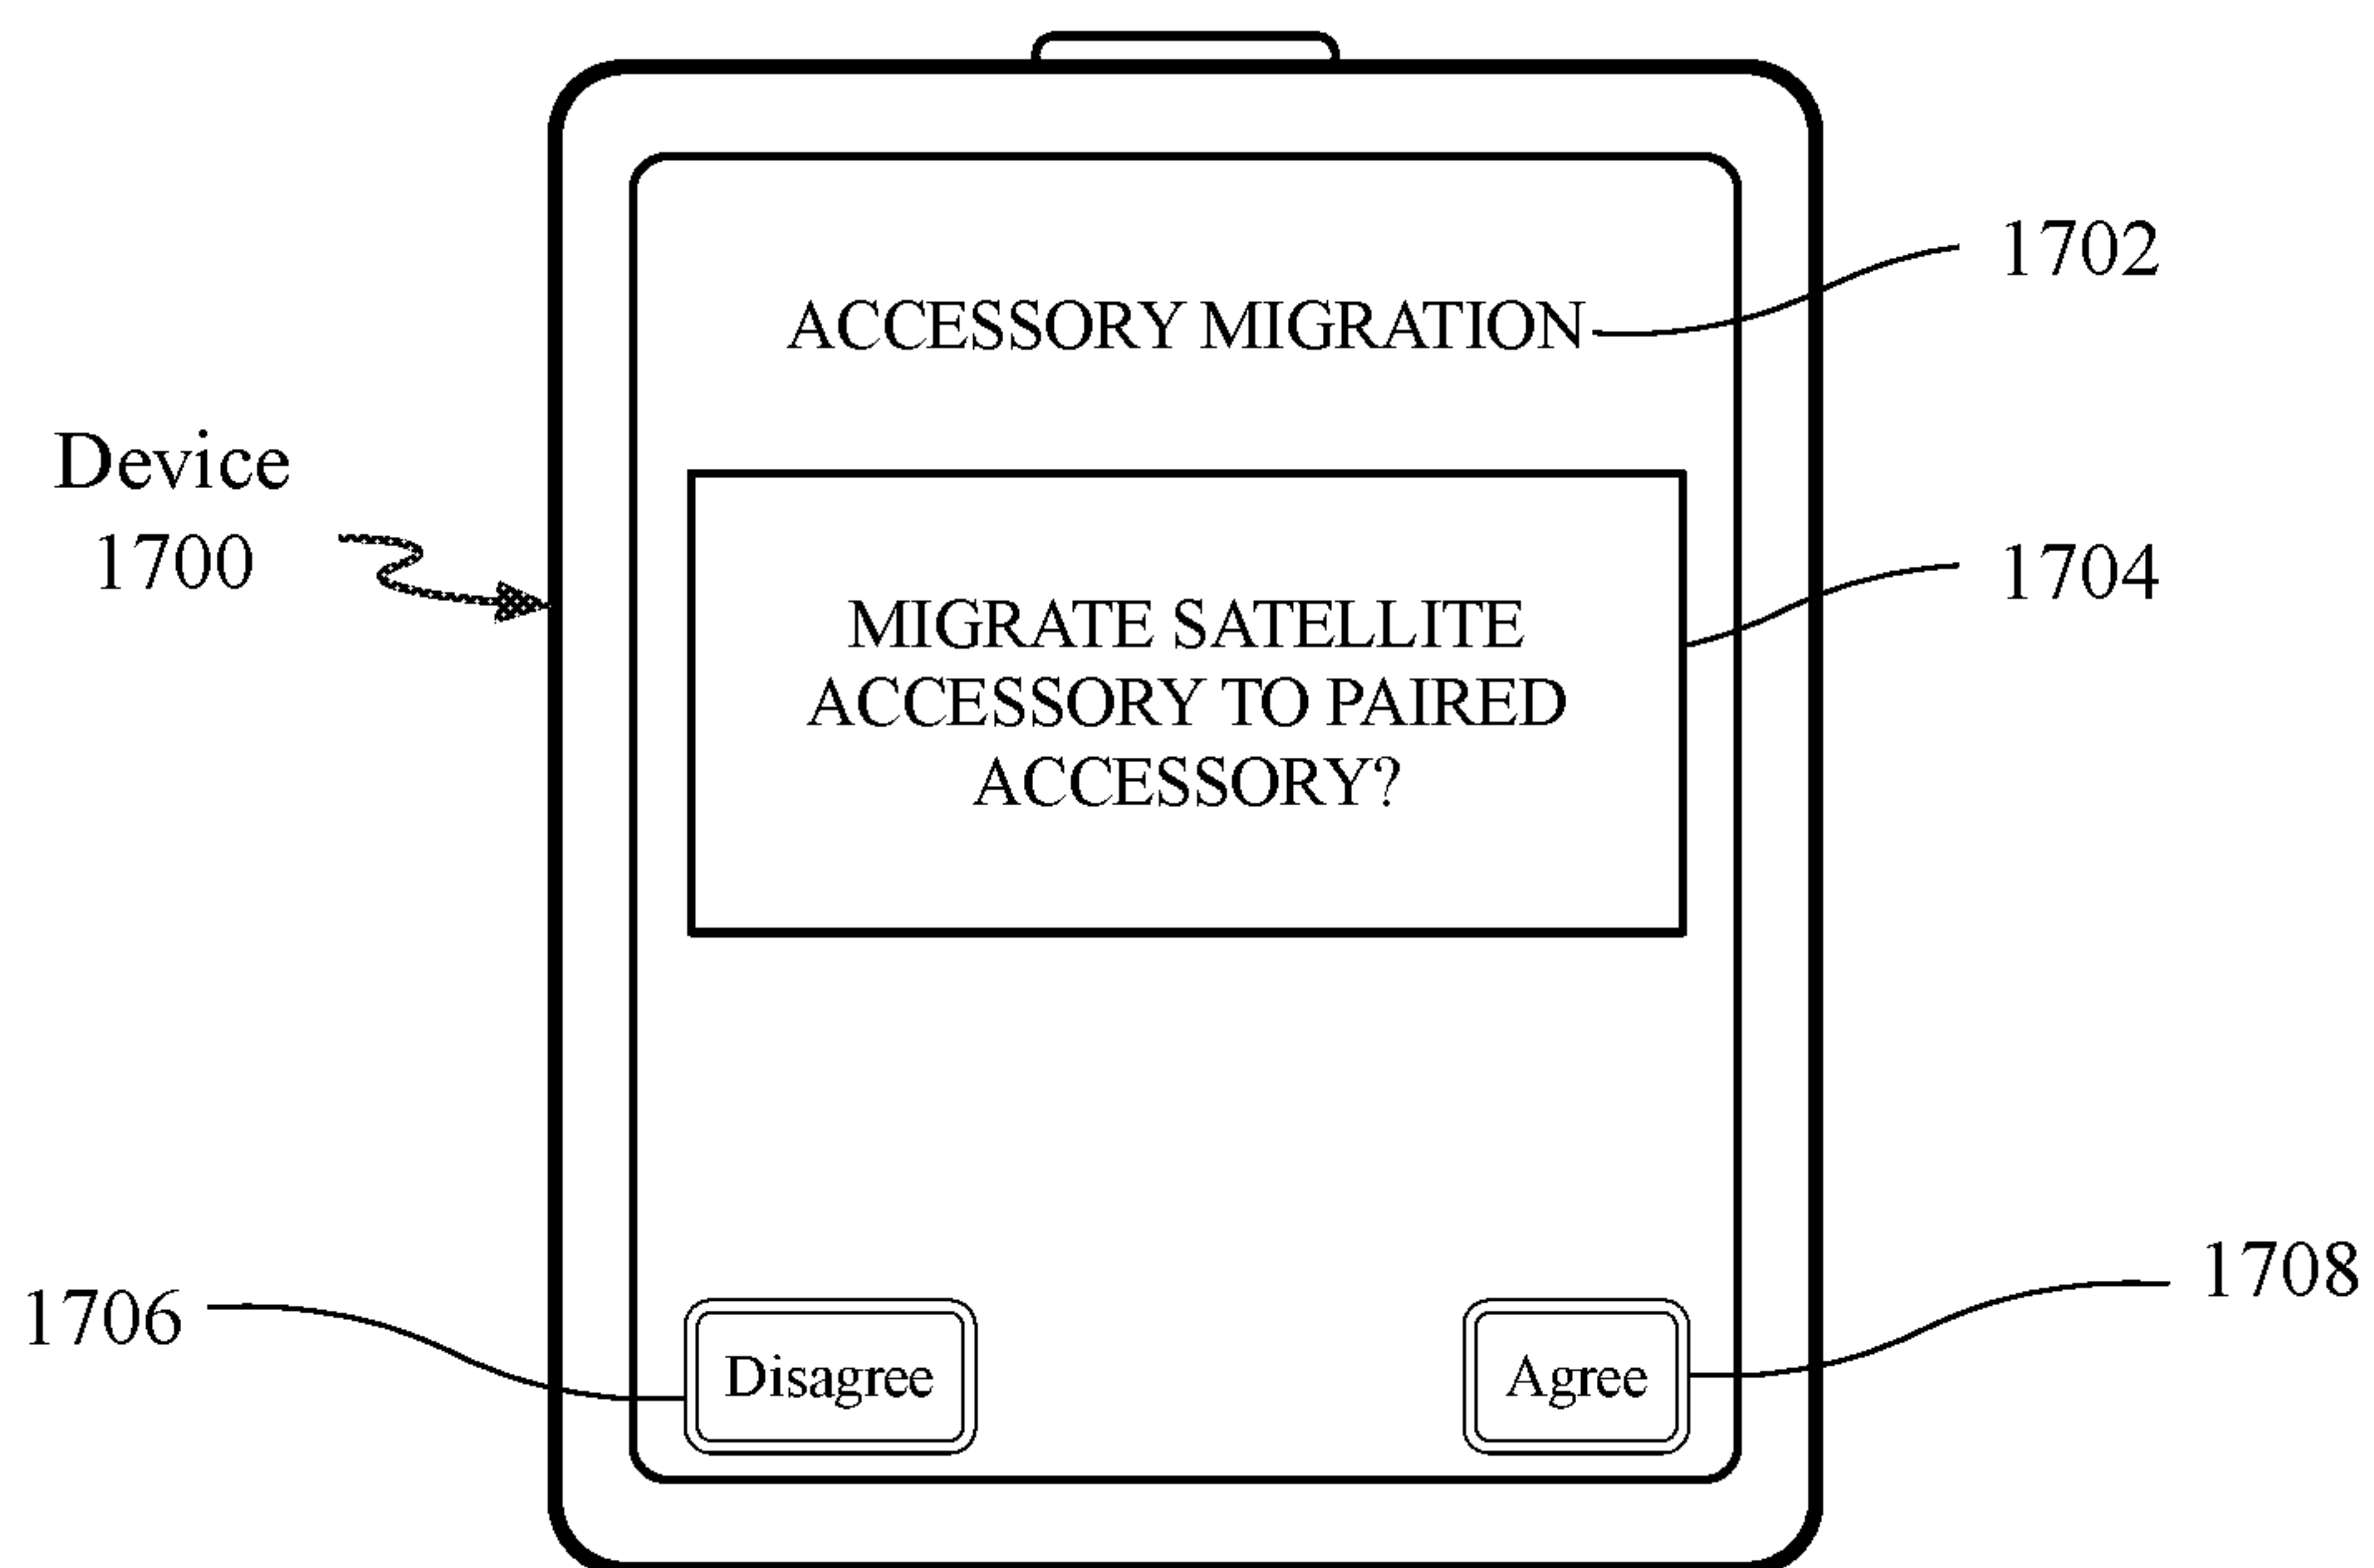 1702
ACCESSORY MIGRATION
Device
1700
1704
MIGRATE SATELLITE
ACCESSORY TO PAIRED
ACCESSORY?
1706
1708
Disagree
Agree